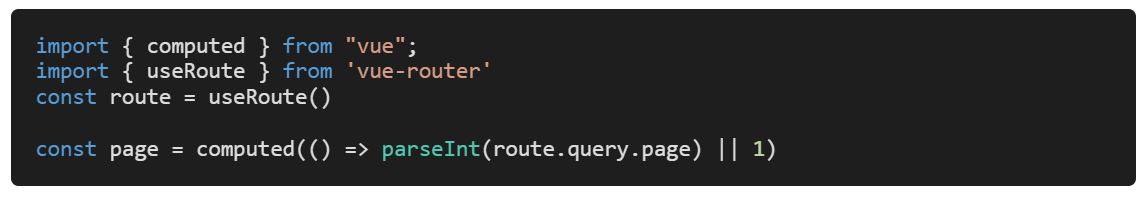 import { computed } from "vue";
import { useRoute } from 'vue-router'
const route = useRoute()
const page = computed(() => parseInt(route.query.page) || 1)